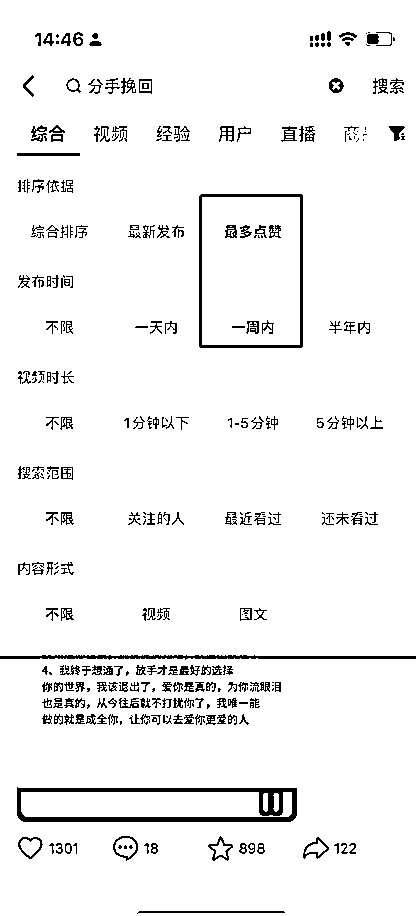 14:46
分手挽回 搜索
综合 视频 经验 用户 直播
排序依据
综合排序 最新发布 最多点赞
发布时间
不限 一天内 一周内 半年内
视频时长
不限 1分钟以下 1-5分钟 5分钟以上
搜索范围
不限 关注的人 最近看过 还未看过
内容形式
不限 视频 图文
4、我终于想通了，放手才是最好的选择
你的世界，我该退出了，爱你是真的，为你流眼泪
也是真的，从今往后就不打扰你了，我唯一能
做的就是成全你，让你可以去爱你更爱的人
1301 18 898 122